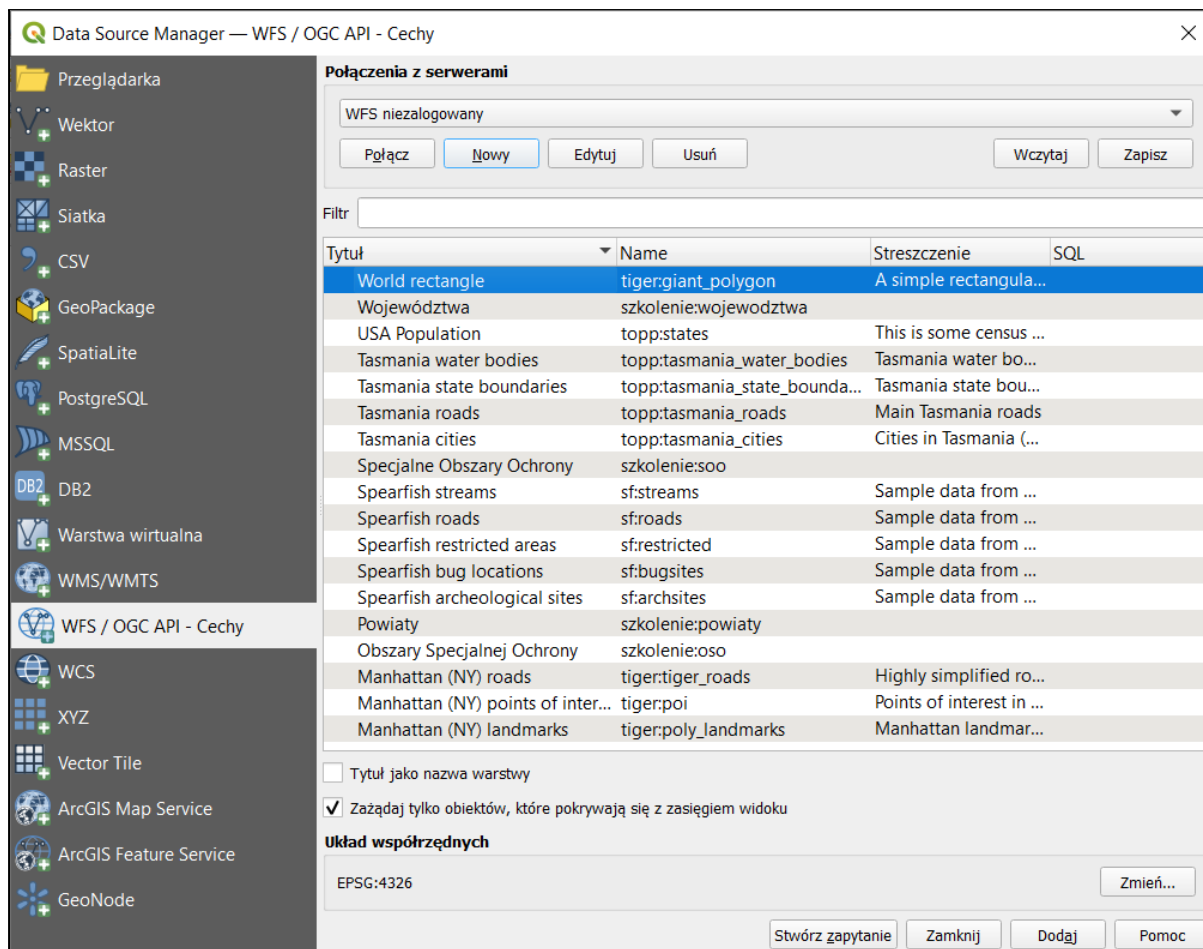 Data Source Manager — WFS / OGC API - Cechy
Przeglądarka
Wektor
Raster
Siatka
CSV
GeoPackage
SpatiaLite
PostgreSQL
MSSQL
DB2
DB2
Warstwa wirtualna
WMS/WMTS
WFS / OGC API - Cechy
WCS
XYZ
Vector Tile
ArcGIS Map Service
ArcGIS Feature Service
GeoNode
Połączenia z serwerami
WFS niezalogowany
Połącz Nowy Edytuj Usuń Wczytaj Zapisz
Filtr
Tytuł Name Streszczenie SQL
World rectangle tiger:giant_polygon A simple rectangula...
Województwa szkolenie:wojewodztwa
USA Population topp:states This is some census ...
Tasmania water bodies topp:tasmania_water_bodies Tasmania water bo...
Tasmania state boundaries topp:tasmania_state_bounda... Tasmania state bou...
Tasmania roads topp:tasmania_roads Main Tasmania roads
Tasmania cities topp:tasmania_cities Cities in Tasmania (...
Specjalne Obszary Ochrony szkolenie:soo
Spearfish streams sf:streams Sample data from ...
Spearfish roads sf:roads Sample data from ...
Spearfish restricted areas sf:restricted Sample data from ...
Spearfish bug locations sf:bugsites Sample data from ...
Spearfish archeological sites sf:archsites Sample data from ...
Powiaty szkolenie:powiaty
Obszary Specjalnej Ochrony szkolenie:oso
Manhattan (NY) roads tiger:tiger_roads Highly simplified ro...
Manhattan (NY) points of inter... tiger:poi Points of interest in ...
Manhattan (NY) landmarks tiger:poly_landmarks Manhattan landmar...
Tytuł jako nazwa warstwy
Zażądaj tylko obiektów, które pokrywają się z zasięgiem widoku
Układ współrzędnych
EPSG:4326 Zmień...
Stwórz zapytanie Zamknij Dodaj Pomoc